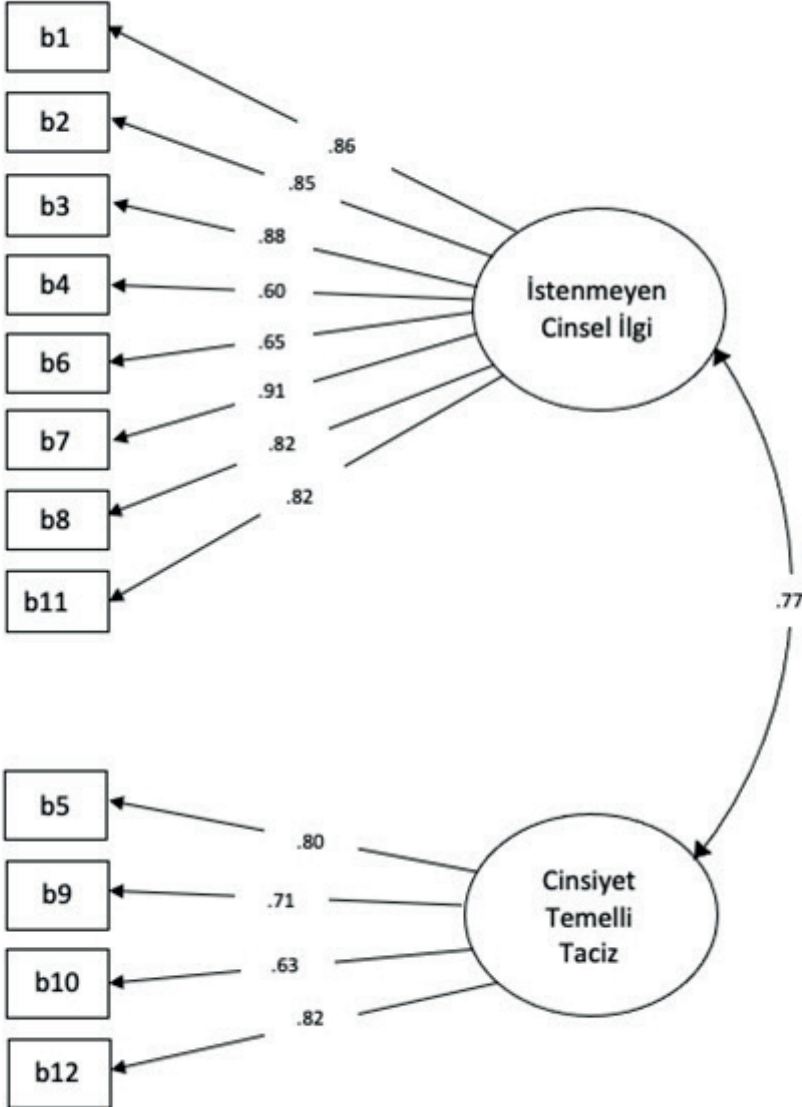 b1
.86
b2
.85
b3
.88
b4
.60
b6
.65
b7
.91
b8
.82
b11
.82
İstenmeyen
Cinsel İlgi
.77
b5
.80
b9
.71
b10
.63
b12
.82
Cinsiyet
Temelli
Taciz